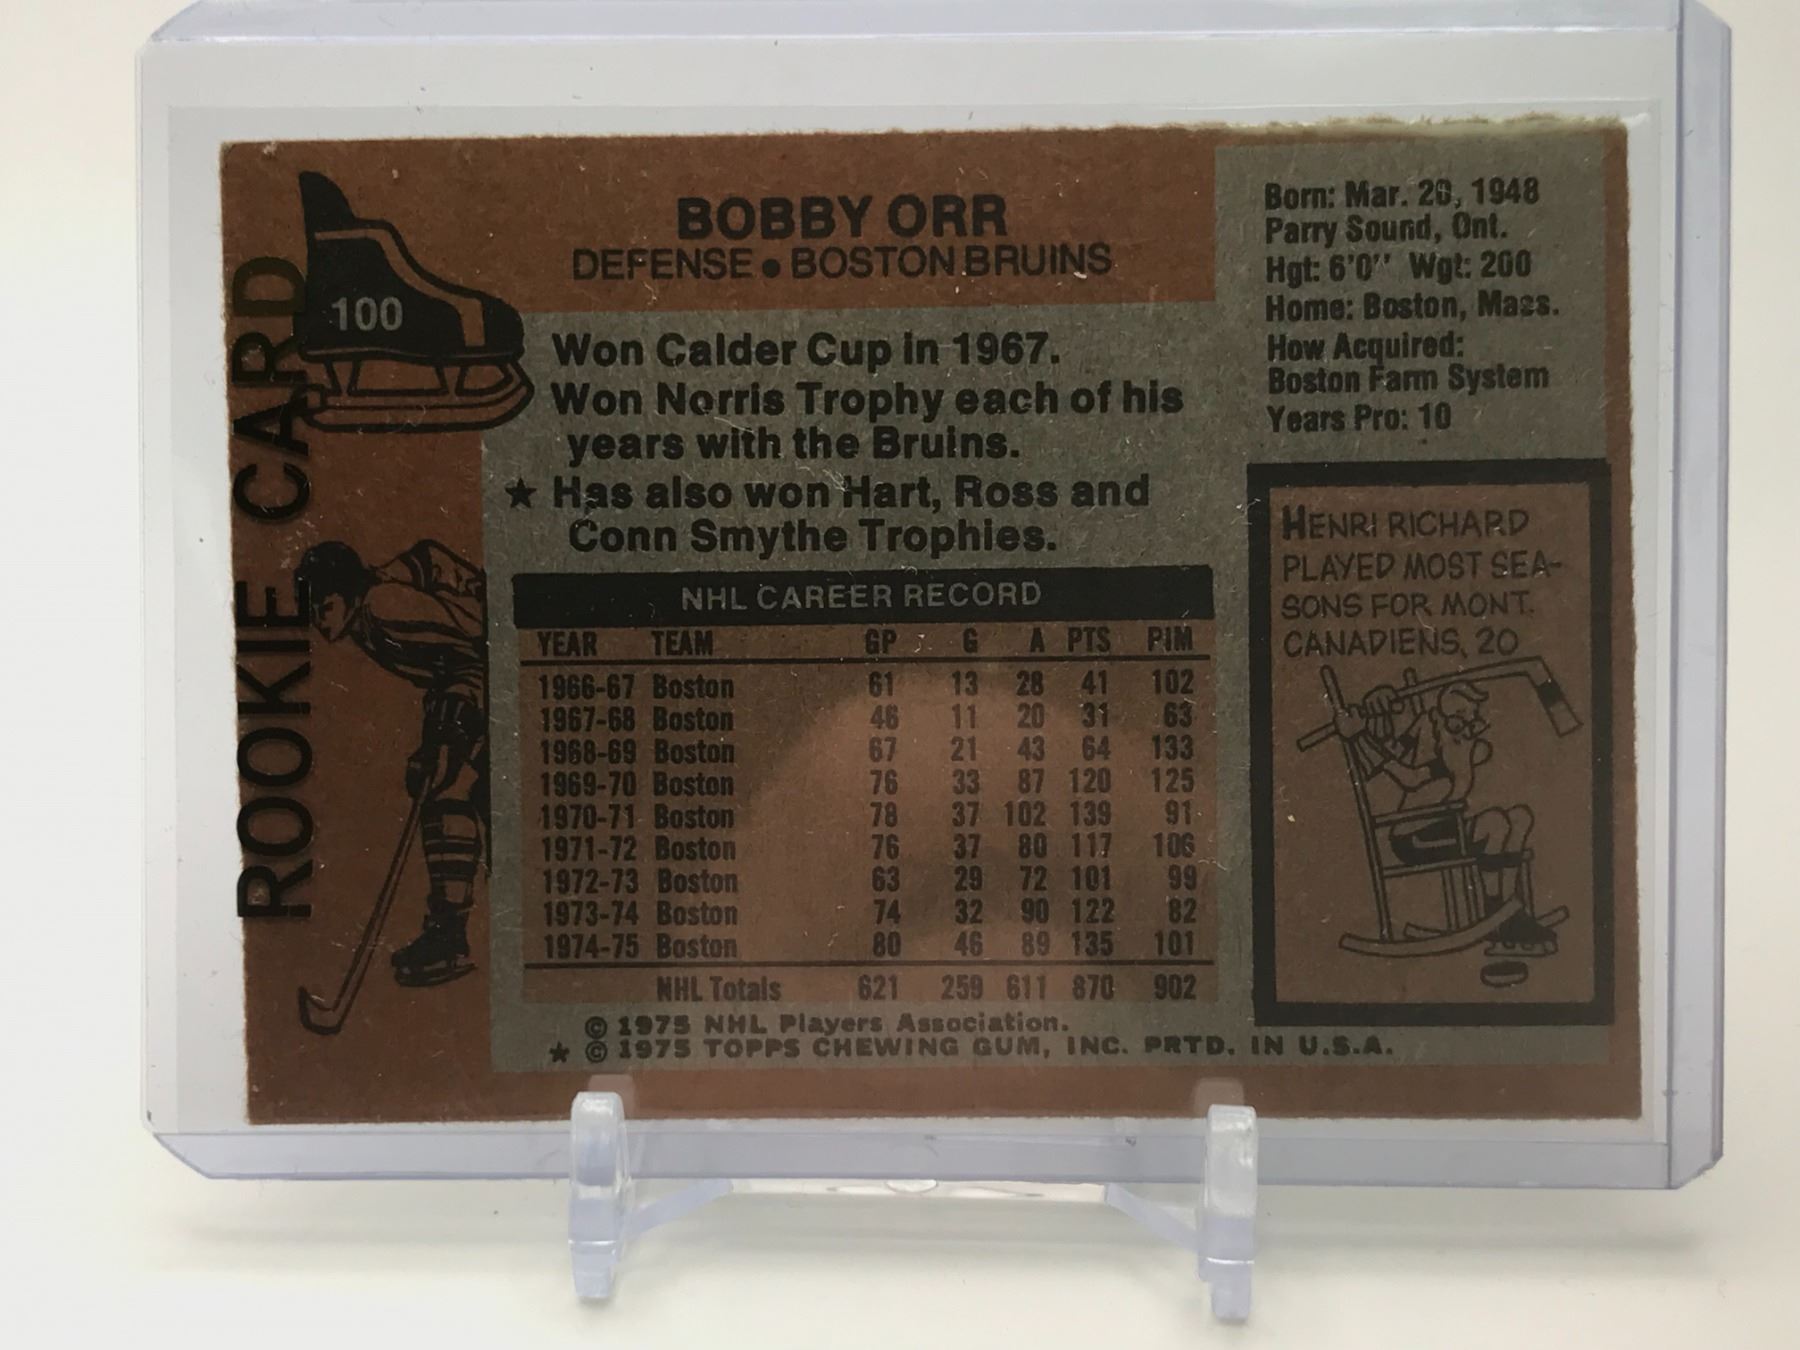 ROOKIE CARD
100
BOBBY ORR
DEFENSE • BOSTON BRUINS
Won Calder Cup in 1967.
Won Norris Trophy each of his
years with the Bruins.
★ Has also won Hart, Ross and
Conn Smythe Trophies.
NHL CAREER RECORD
YEAR TEAM GP G A PTS PIM
1966-67 Boston 61 13 28 41 102
1967-68 Boston 46 11 20 31 63
1968-69 Boston 67 21 43 64 133
1969-70 Boston 76 33 87 120 125
1970-71 Boston 78 37 102 139 91
1971-72 Boston 76 37 80 117 106
1972-73 Boston 63 29 72 101 99
1973-74 Boston 74 32 90 122 82
1974-75 Boston 80 46 89 135 101
NHL Totals 621 259 611 870 902
© 1975 NHL Players Association.
★ © 1975 TOPPS CHEWING GUM, INC. PRTD. IN U.S.A.
Born: Mar. 20, 1948
Parry Sound, Ont.
Hgt: 6'0'' Wgt: 200
Home: Boston, Mass.
How Acquired:
Boston Farm System
Years Pro: 10
HENRI RICHARD
PLAYED MOST SEA-
SONS FOR MONT.
CANADIENS, 20